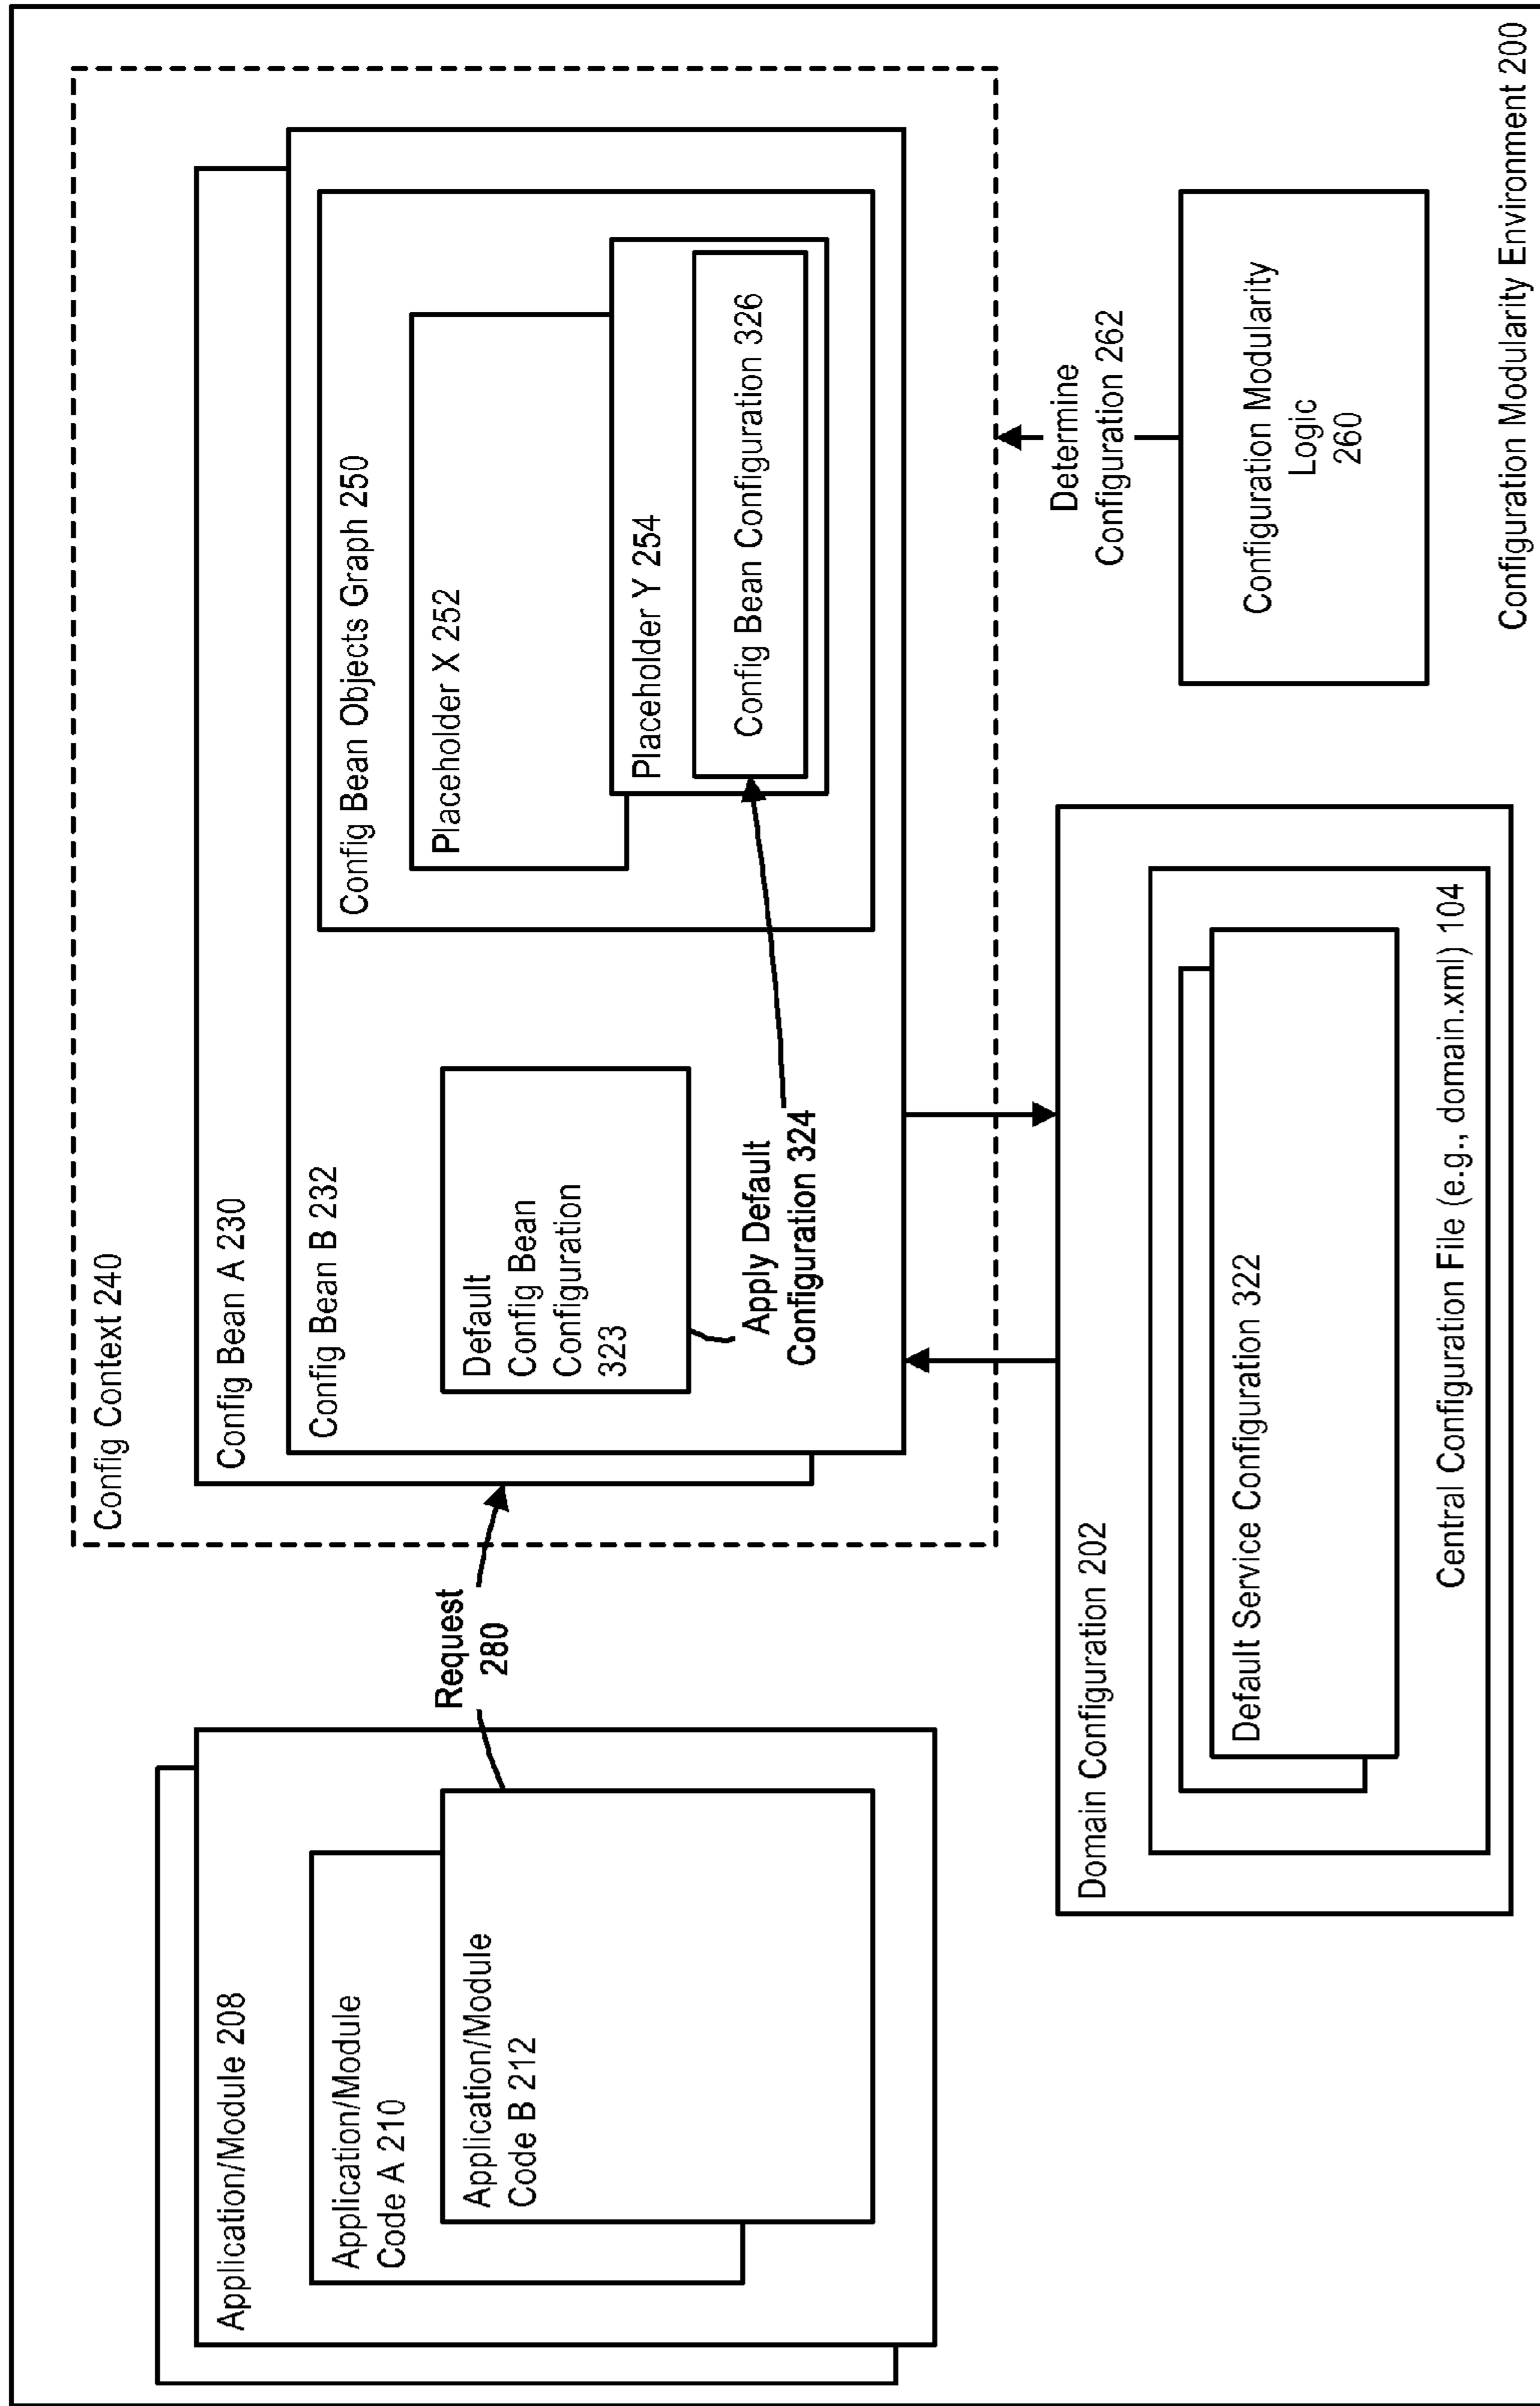 Application/Module 208
Application/Module
Code A 210
Application/Module
Code B 212
Request
280
Config Context 240
Config Bean A 230
Config Bean B 232
Default
Config Bean
Configuration
323
Apply Default
Configuration 324
Config Bean Objects Graph 250
Placeholder X 252
Placeholder Y 254
Config Bean Configuration 326
Domain Configuration 202
Default Service Configuration 322
Central Configuration File (e.g., domain.xml) 104
Determine
Configuration 262
Configuration Modularity
Logic
260
Configuration Modularity Environment 200